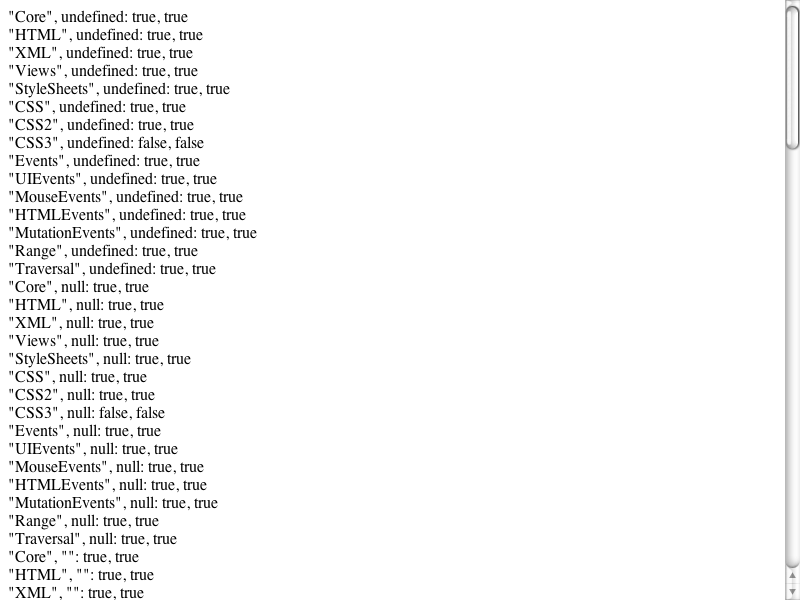 "Core", undefined: true, true
"HTML", undefined: true, true
"XML", undefined: true, true
"Views", undefined: true, true
"StyleSheets", undefined: true, true
"CSS", undefined: true, true
"CSS2", undefined: true, true
"CSS3", undefined: false, false
"Events", undefined: true, true
"UIEvents", undefined: true, true
"MouseEvents", undefined: true, true
"HTMLEvents", undefined: true, true
"MutationEvents", undefined: true, true
"Range", undefined: true, true
"Traversal", undefined: true, true
"Core", null: true, true
"HTML", null: true, true
"XML", null: true, true
"Views", null: true, true
"StyleSheets", null: true, true
"CSS", null: true, true
"CSS2", null: true, true
"CSS3", null: false, false
"Events", null: true, true
"UIEvents", null: true, true
"MouseEvents", null: true, true
"HTMLEvents", null: true, true
"MutationEvents", null: true, true
"Range", null: true, true
"Traversal", null: true, true
"Core", "": true, true
"HTML", "": true, true
"XML", "": true, true